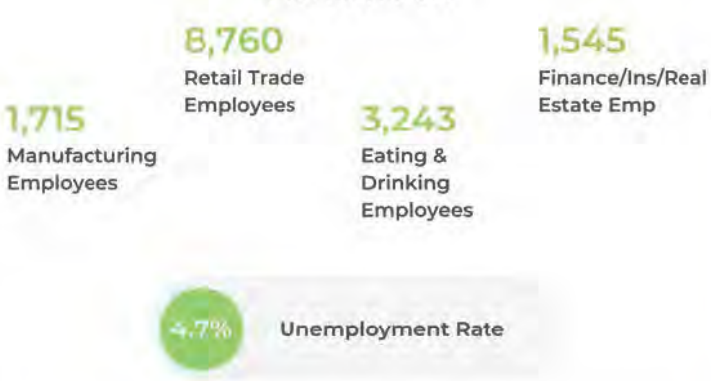 8,760
Retail Trade
Employees
1,545
Finance/Ins/Real
Estate Emp
1,715
Manufacturing
Employees
3,243
Eating &
Drinking
Employees
4.7%
Unemployment Rate